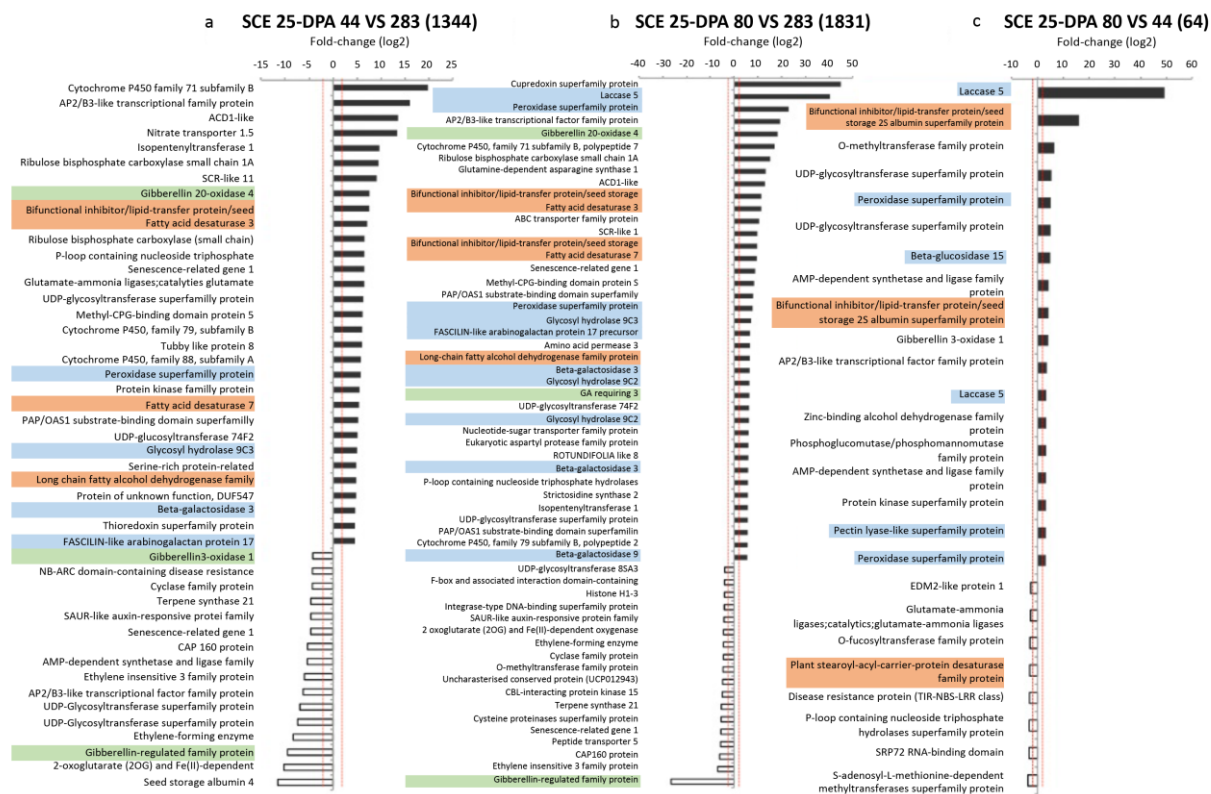 a SCE 25-DPA 44 VS 283 (1344)
Fold-change (log2)
-15 -10 -5 0 5 10 15 20 25
Cytochrome P450 family 71 subfamily B
AP2/B3-like transcriptional family protein
ACD1-like
Nitrate transporter 1.5
Isopentenyltransferase 1
Ribulose bisphosphate carboxylase small chain 1A
SCR-like 11
Gibberellin 20-oxidase 4
Bifunctional inhibitor/lipid-transfer protein/seed
Fatty acid desaturase 3
Ribulose bisphosphate carboxylase (small chain)
P-loop containing nucleoside triphosphate
Senescence-related gene 1
Glutamate-ammonia ligases;catalyties glutamate
UDP-glycosyltransferase superfamilly protein
Methyl-CPG-binding domain protein 5
Cytochrome P450, family 79, subfamily B
Tubby like protein 8
Cytochrome P450, family 88, subfamily A
Peroxidase superfamilly protein
Protein kinase familly protein
Fatty acid desaturase 7
PAP/OAS1 substrate-binding domain superfamilly
UDP-glucosyltransferase 74F2
Glycosyl hydrolase 9C3
Serine-rich protein-related
Long chain fatty alcohol dehydrogenase family
Protein of unknown function, DUF547
Beta-galactosidase 3
Thioredoxin superfamily protein
FASCILIN-like arabinogalactan protein 17
Gibberellin3-oxidase 1
NB-ARC domain-containing disease resistance
Cyclase family protein
Terpene synthase 21
SAUR-like auxin-responsive protei family
Senescence-related gene 1
CAP 160 protein
AMP-dependent synthetase and ligase family
Ethylene insensitive 3 family protein
AP2/B3-like transcriptional factor family protein
UDP-Glycosyltransferase superfamily protein
UDP-Glycosyltransferase superfamily protein
Ethylene-forming enzyme
Gibberellin-regulated family protein
2-oxoglutarate (2OG) and Fe(II)-dependent
Seed storage albumin 4
b SCE 25-DPA 80 VS 283 (1831)
Fold-change (log2)
-40 -30 -20 -10 0 10 20 30 40 50
Cupredoxin superfamily protein
Laccase 5
Peroxidase superfamily protein
AP2/B3-like transcriptional factor family protein
Gibberellin 20-oxidase 4
Cytochrome P450, family 71 subfamily B, polypeptide 7
Ribulose bisphosphate carboxylase small chain 1A
Glutamine-dependent asparagine synthase 1
ACD1-like
Bifunctional inhibitor/lipid-transfer protein/seed storage
Fatty acid desaturase 3
ABC transporter family protein
SCR-like 1
Bifunctional inhibitor/lipid-transfer protein/seed storage
Fatty acid desaturase 7
Senescence-related gene 1
Methyl-CPG-binding domain protein 5
PAP/OAS1 substrate-binding domain superfamily
Peroxidase superfamily protein
Glycosyl hydrolase 9C3
FASCILIN-like arabinogalactan protein 17 precursor
Amino acid permease 3
Long-chain fatty alcohol dehydrogenase family protein
Beta-galactosidase 3
Glycosyl hydrolase 9C2
GA requiring 3
UDP-glycosyltransferase 74F2
Glycosyl hydrolase 9C2
Nucleotide-sugar transporter family protein
Eukaryotic aspartyl protease family protein
ROTUNDIFOLIA like 8
Beta-galactosidase 3
P-loop containing nucleoside triphosphate hydrolases
Strictosidine synthase 2
Isopentenyltransferase 1
UDP-glycosyltransferase superfamily protein
PAP/OAS1 substrate-binding domain superfamilin
Cytochrome P450, family 79 subfamily B, polypeptide 2
Beta-galactosidase 9
UDP-glycosyltransferase 8SA3
F-box and associated interaction domain-containing
Histone H1-3
Integrase-type DNA-binding superfamily protein
SAUR-like auxin-responsive protein family
2 oxoglutarate (2OG) and Fe(II)-dependent oxygenase
Ethylene-forming enzyme
Cyclase family protein
O-methyltransferase family protein
Uncharasterised conserved protein (UCP012943)
CBL-interacting protein kinase 15
Terpene synthase 21
Cysteine proteinases superfamily protein
Senescence-related gene 1
Peptide transporter 5
CAP160 protein
Ethylene insensitive 3 family protein
Gibberellin-regulated family protein
c SCE 25-DPA 80 VS 44 (64)
Fold-change (log2)
-10 0 10 20 30 40 50 60
Laccase 5
Bifunctional inhibitor/lipid-transfer protein/seed
storage 2S albumin superfamily protein
O-methyltransferase family protein
UDP-glycosyltransferase superfamily protein
Peroxidase superfamily protein
UDP-glycosyltransferase superfamily protein
Beta-glucosidase 15
AMP-dependent synthetase and ligase family
protein
Bifunctional inhibitor/lipid-transfer protein/seed
storage 2S albumin superfamily protein
Gibberellin 3-oxidase 1
AP2/B3-like transcriptional factor family protein
Laccase 5
Zinc-binding alcohol dehydrogenase family
protein
Phosphoglucomutase/phosphomannomutase
family protein
AMP-dependent synthetase and ligase family
protein
Protein kinase superfamily protein
Pectin lyase-like superfamily protein
Peroxidase superfamily protein
EDM2-like protein 1
Glutamate-ammonia
ligases;catalytics;glutamate-ammonia ligases
O-fucosyltransferase family protein
Plant stearoyl-acyl-carrier-protein desaturase
family protein
Disease resistance protein (TIR-NBS-LRR class)
P-loop containing nucleoside triphosphate
hydrolases superfamily protein
SRP72 RNA-binding domain
S-adenosyl-L-methionine-dependent
methyltransferases superfamily protein